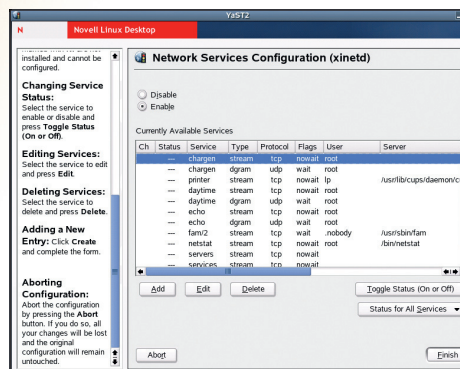 YaST2
N Novell Linux Desktop
installed and cannot be
configured.
Changing Service
Status:
Select the service to
enable or disable and
press Toggle Status
(On or Off).
Editing Services:
Select the service to edit
and press Edit.
Deleting Services:
Select the service to
delete and press Delete.
Adding a New
Entry: Click Create
and complete the form.
Aborting
Configuration:
Abort the configuration
by pressing the Abort
button. If you do so, all
your changes will be lost
and the original
configuration will remain
untouched.
Network Services Configuration (xinetd)
Disable
Enable
Currently Available Services
Ch Status Service Type Protocol Flags User Server
--- chargen stream tcp nowait root
--- chargen dgram udp wait root
--- printer stream tcp nowait lp /usr/lib/cups/daemon/cu
--- daytime stream tcp nowait root
--- daytime dgram udp wait root
--- echo stream tcp nowait root
--- echo dgram udp wait root
--- fam/2 stream tcp wait .nobody /usr/sbin/fam
--- netstat stream tcp nowait root /bin/netstat
--- servers stream tcp nowait
--- services stream tcp nowait
Add Edit Delete Toggle Status (On or Off)
Status for All Services
Abort Finish